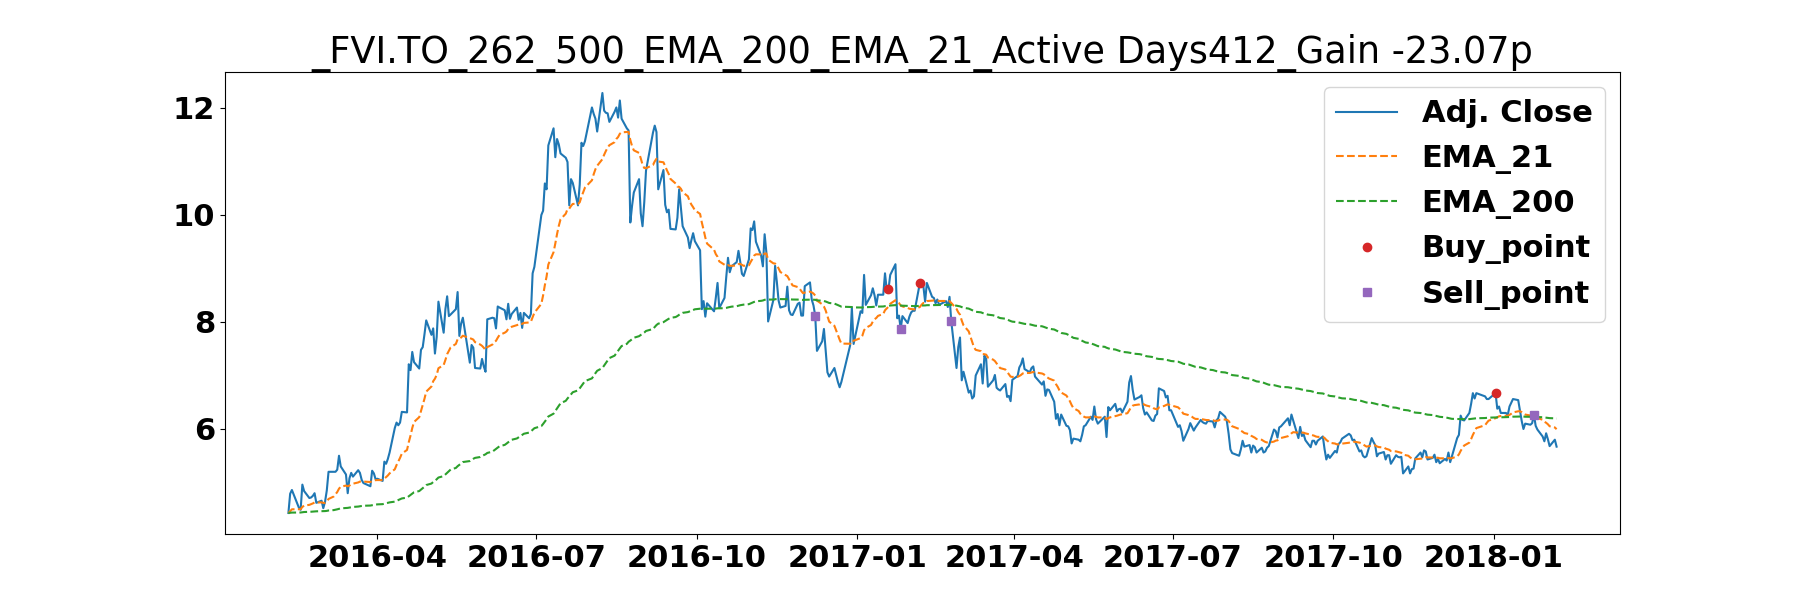 _FVI.TO_262_500_EMA_200_EMA_21_Active Days412_Gain -23.07p
12
10
8
6
Adj. Close
EMA_21
EMA_200
Buy_point
Sell_point
2016-04 2016-07 2016-10 2017-01 2017-04 2017-07 2017-10 2018-01